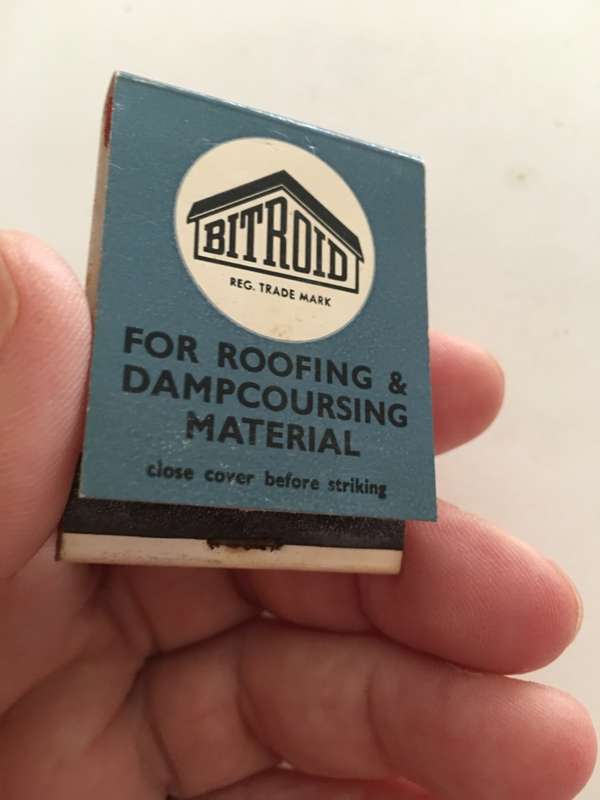 BITROID
REG. TRADE MARK
FOR ROOFING &
DAMPCOURSING
MATERIAL
close cover before striking